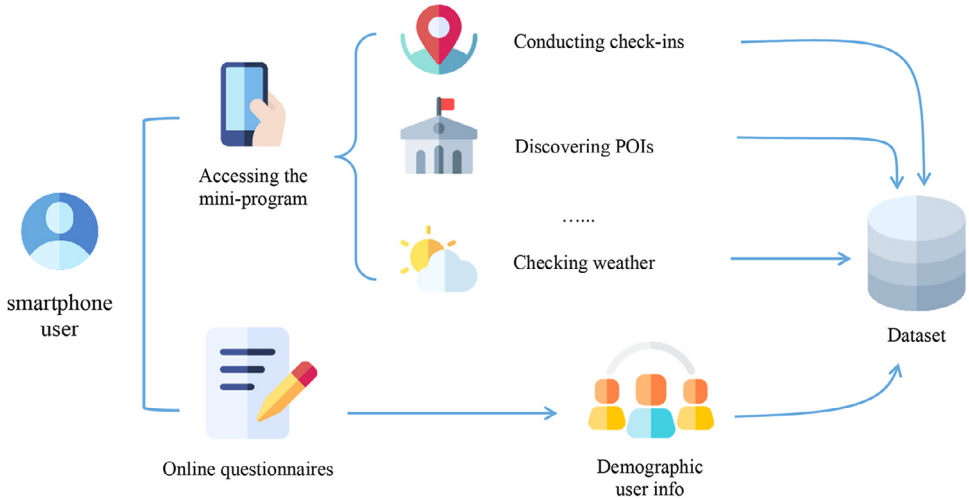 Conducting check-ins
Discovering POIs
Accessing the
mini-program
…...
Checking weather
smartphone
user
Dataset
Online questionnaires
Demographic
user info